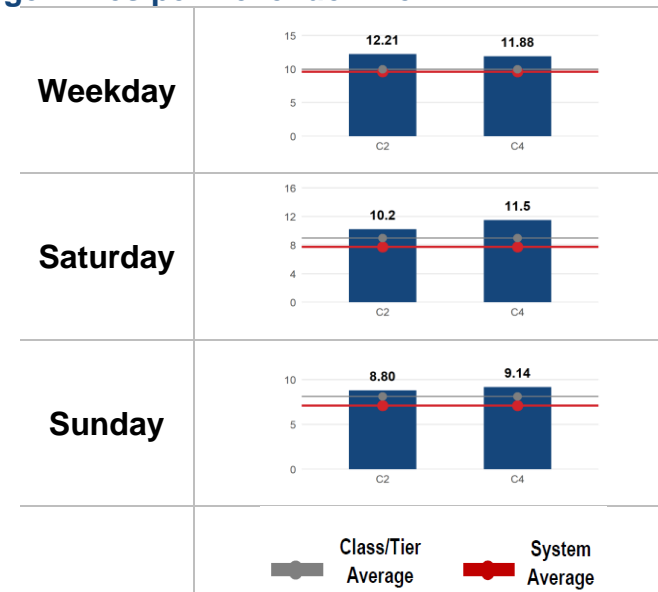 Weekday
15
10
5
0
12.21
11.88
C2
C4
Saturday
16
12
8
4
0
10.2
11.5
C2
C4
Sunday
10
5
0
8.80
9.14
C2
C4
Class/Tier
Average
System
Average